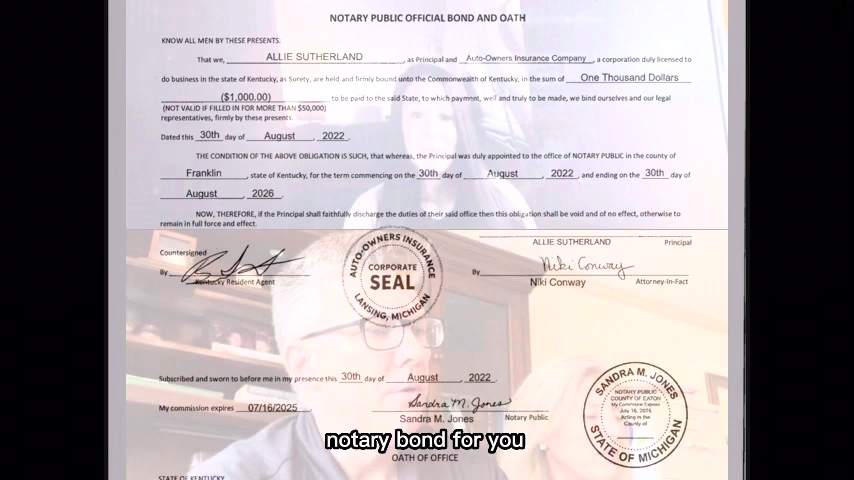 NOTARY PUBLIC OFFICIAL BOND AND OATH
KNOW ALL MEN BY THESE PRESENTS:
That we, ALLIE SUTHERLAND, as Principal and Auto-Owners Insurance Company, a corporation duly licensed to
do business in the state of Kentucky, as Surety, are held and firmly bound unto the Commonwealth of Kentucky, in the sum of One Thousand Dollars
($1,000.00) to be paid to the said State, to which payment, well and truly to be made, we bind ourselves and our legal
(NOT VALID IF FILLED IN FOR MORE THAN $50,000)
representatives, firmly by these presents.
Dated this 30th day of August, 2022.
THE CONDITION OF THE ABOVE OBLIGATION IS SUCH, that whereas, the Principal was duly appointed to the office of NOTARY PUBLIC in the county of
Franklin, state of Kentucky, for the term commencing on the 30th day of August, 2022, and ending on the 30th day of
August, 2026.
NOW, THEREFORE, if the Principal shall faithfully discharge the duties of their said office then this obligation shall be void and of no effect, otherwise to
remain in full force and effect.
ALLIE SUTHERLAND Principal
Countersigned
By
Kentucky Resident Agent
AUTO-OWNERS INSURANCE
CORPORATE
SEAL
LANSING, MICHIGAN
By Niki Conway
Niki Conway Attorney-In-Fact
Subscribed and sworn to before me in my presence this 30th day of August, 2022.
My commission expires 07/16/2025 Sandra M. Jones
Sandra M. Jones Notary Public
SANDRA M. JONES
NOTARY PUBLIC
COUNTY OF EATON
My Commission Expires
July 16, 2025
Acting in the
County of
STATE OF MICHIGAN
notary bond for you
OATH OF OFFICE
STATE OF KENTUCKY